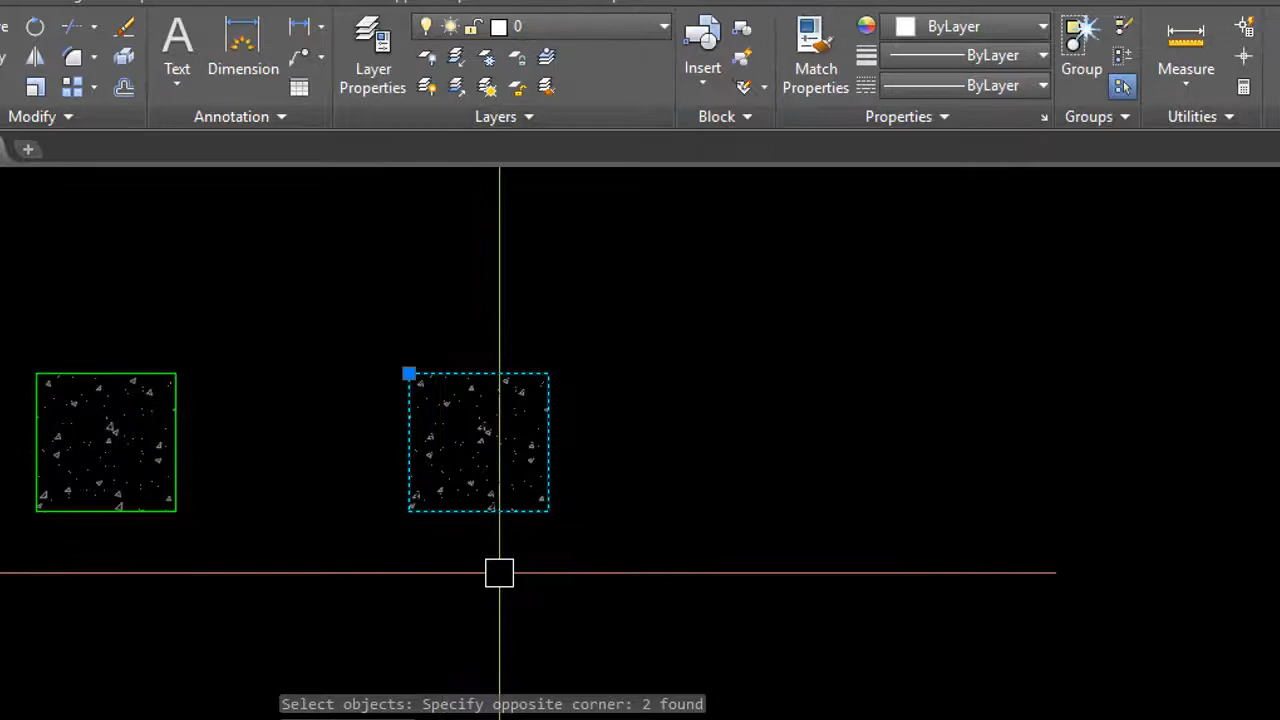 0
ByLayer
Text
Dimension
Layer
Properties
Insert
Match
Properties
ByLayer
ByLayer
Group
Measure
Modify
Annotation
Layers
Block
Properties
Groups
Utilities
Select objects: Specify opposite corner: 2 found